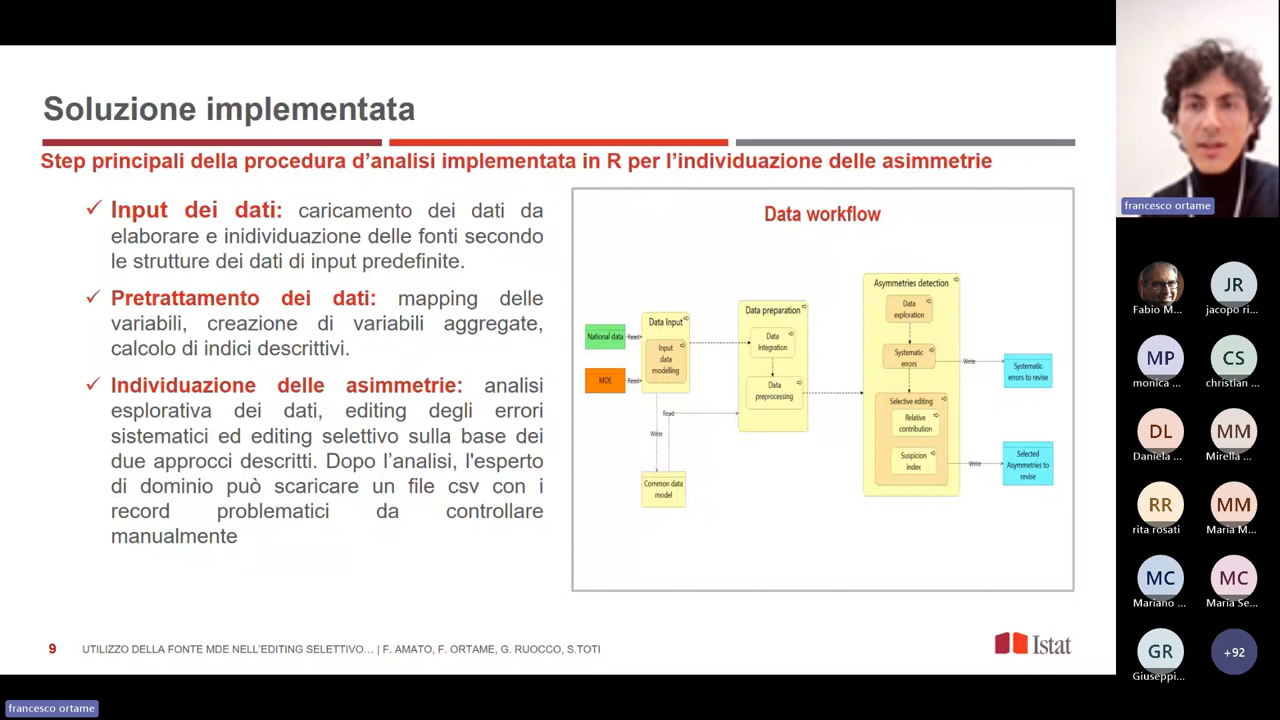 Soluzione implementata
Step principali della procedura d'analisi implementata in R per l'individuazione delle asimmetrie
✓ Input dei dati: caricamento dei dati da
elaborare e inidividuazione delle fonti secondo
le strutture dei dati di input predefinite.
✓ Pretrattamento dei dati: mapping delle
variabili, creazione di variabili aggregate,
calcolo di indici descrittivi.
✓ Individuazione delle asimmetrie: analisi
esplorativa dei dati, editing degli errori
sistematici ed editing selettivo sulla base dei
due approcci descritti. Dopo l'analisi, l'esperto
di dominio può scaricare un file csv con i
record problematici da controllare
manualmente
Data workflow
National data
Read
MDE
Read
Data Input
Input
data
modelling
Read
Write
Common data
model
Data preparation
Data
Integration
Data
preprocessing
Asymmetries detection
Data
exploration
Systematic
errors
Selective editing
Relative
contribution
Suspicion
index
Write
Systematic
errors to revise
Write
Selected
Asymmetries to
revise
9
UTILIZZO DELLA FONTE MDE NELL'EDITING SELETTIVO… | F. AMATO, F. ORTAME, G. RUOCCO, S.TOTI
Istat
francesco ortame
Fabio M...
JR
jacopo ri...
MP
monica ...
CS
christian ...
DL
Daniela ...
MM
Mirella ...
RR
rita rosati
MM
Maria M...
MC
Mariano ...
MC
Maria Se...
GR
Giuseppi...
+92
francesco ortame